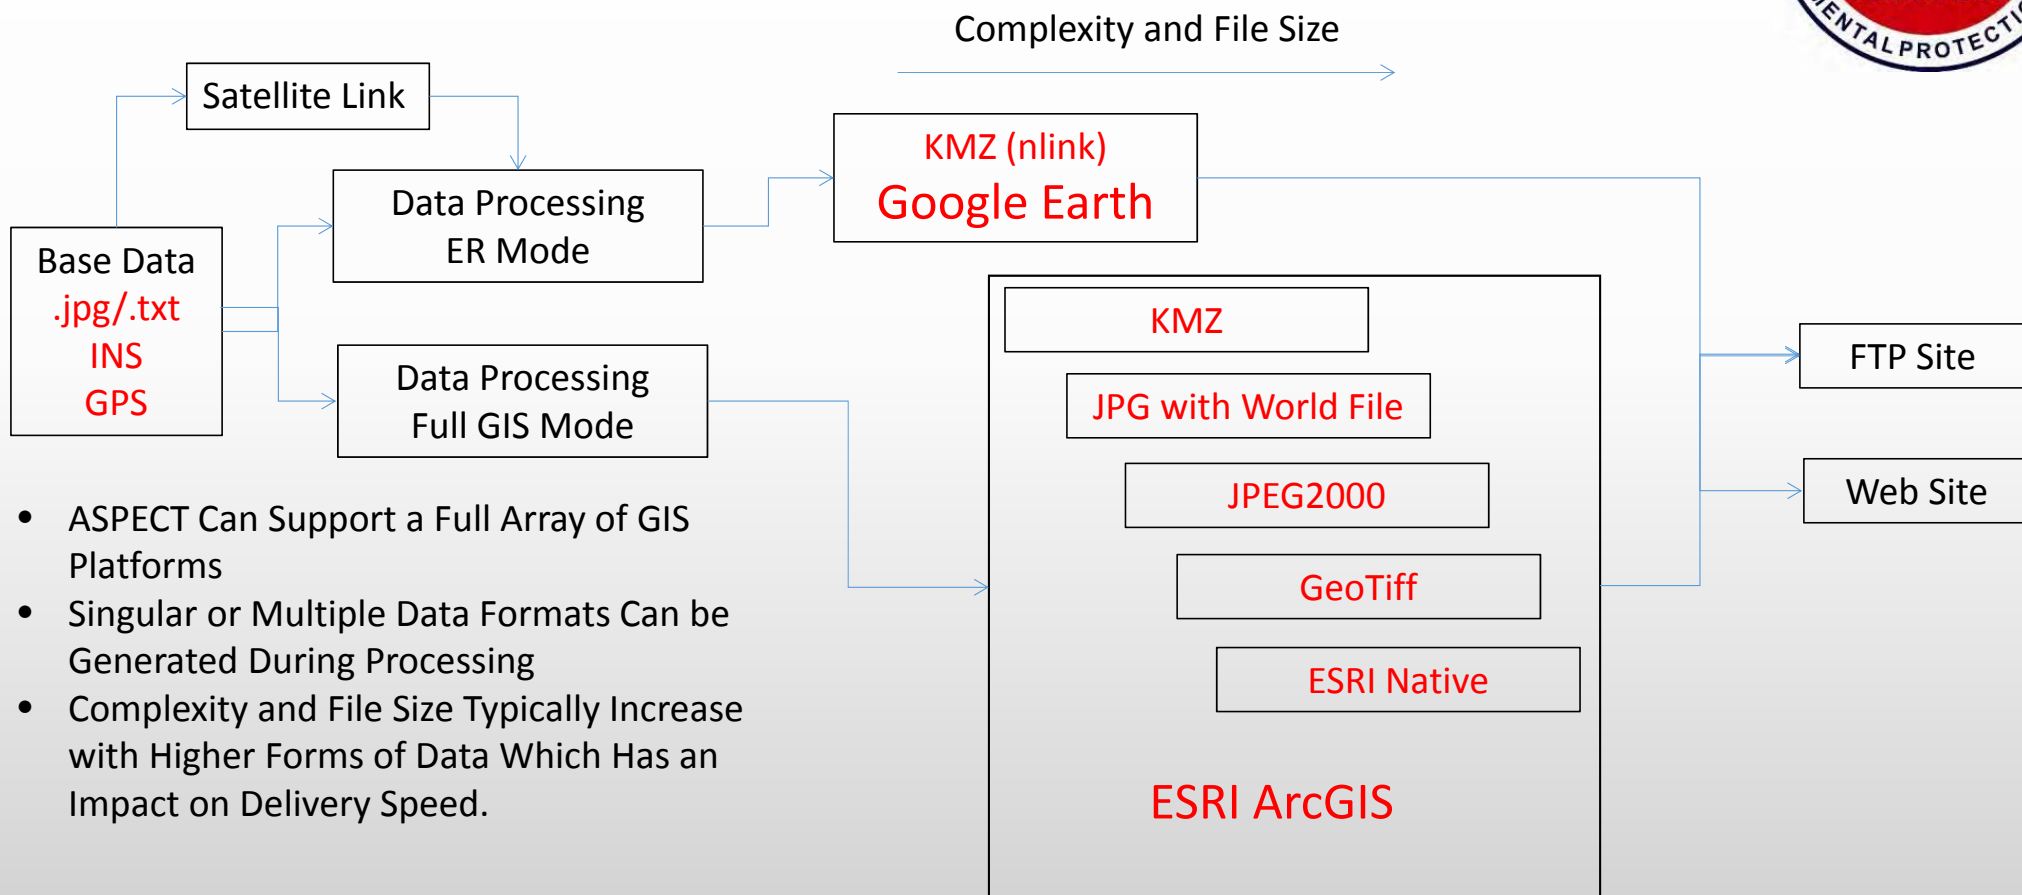 Complexity and File Size
MENTAL PROTECTIO
Satellite Link
KMZ (nlink)
Google Earth
Data Processing
ER Mode
Base Data
.jpg/.txt
INS
GPS
KMZ
FTP Site
Data Processing
Full GIS Mode
JPG with World File
JPEG2000
Web Site
GeoTiff
ESRI Native
ESRI ArcGIS
• ASPECT Can Support a Full Array of GIS
Platforms
• Singular or Multiple Data Formats Can be
Generated During Processing
• Complexity and File Size Typically Increase
with Higher Forms of Data Which Has an
Impact on Delivery Speed.